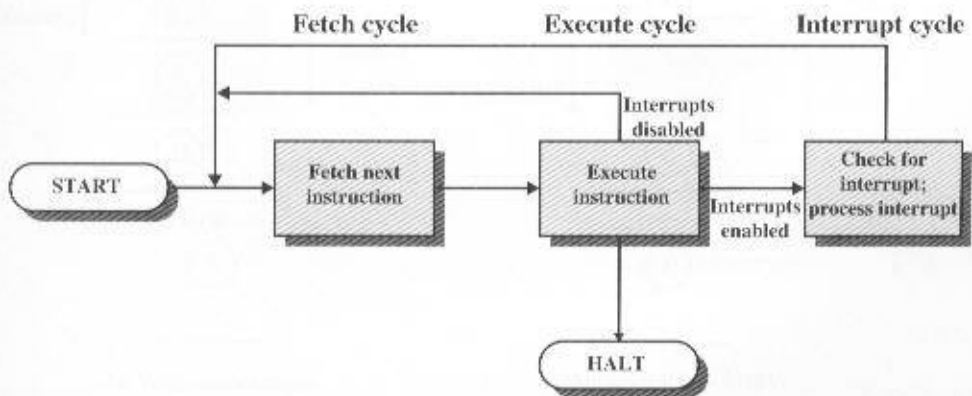 Fetch cycle
Execute cycle
Interrupt cycle
Interrupts
disabled
START
Fetch next
instruction
Execute
instruction
Interrupts
enabled
Check for
interrupt;
process interrupt
HALT